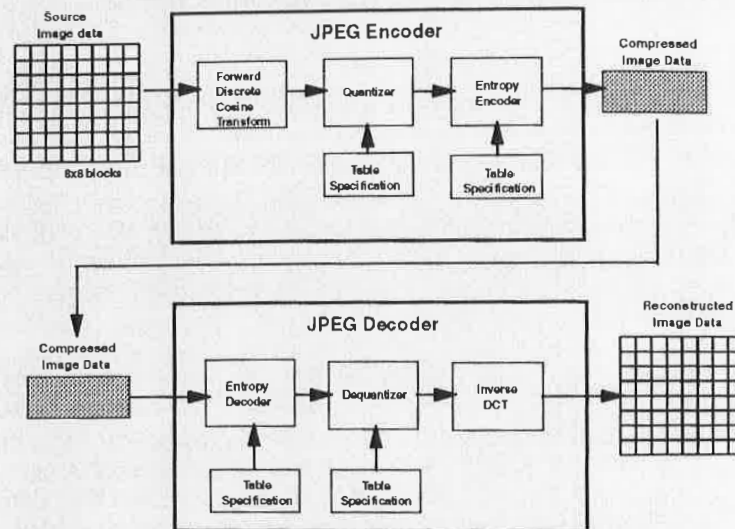 Source
Image data
8x8 blocks
JPEG Encoder
Forward
Discrete
Cosine
Transform
Quantizer
Entropy
Encoder
Table
Specification
Table
Specification
Compressed
Image Data
Compressed
Image Data
JPEG Decoder
Entropy
Decoder
Dequantizer
Inverse
DCT
Table
Specification
Table
Specification
Reconstructed
Image Data